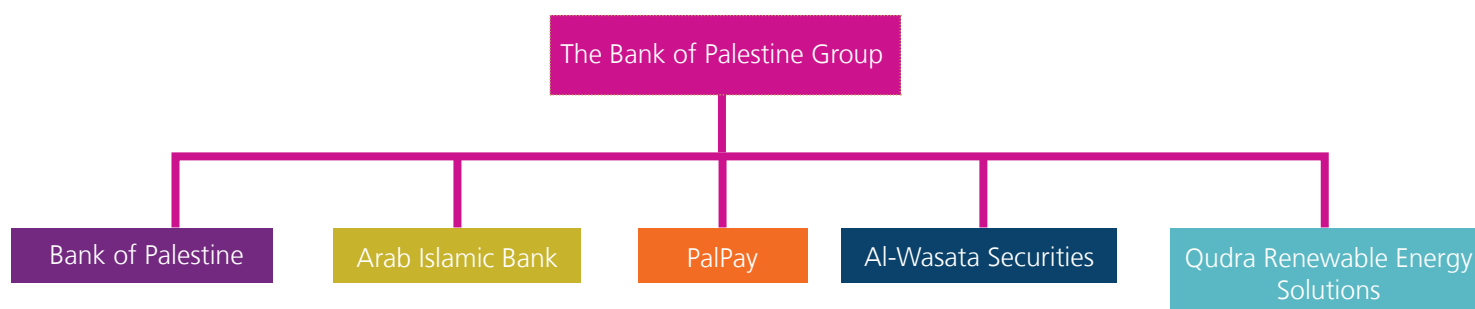 The Bank of Palestine Group
Bank of Palestine
Arab Islamic Bank
PalPay
Al-Wasata Securities
Qudra Renewable Energy
Solutions